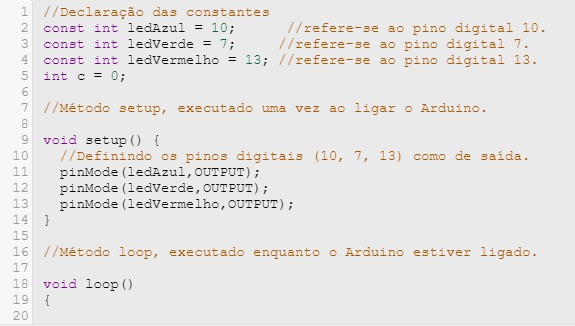 1 //Declaração das constantes
2 const int ledAzul = 10; //refere-se ao pino digital 10.
3 const int ledVerde = 7; //refere-se ao pino digital 7.
4 const int ledVermelho = 13; //refere-se ao pino digital 13.
5 int c = 0;
6
7 //Método setup, executado uma vez ao ligar o Arduino.
8
9 void setup() {
10 //Definindo os pinos digitais (10, 7, 13) como de saída.
11 pinMode(ledAzul,OUTPUT);
12 pinMode(ledVerde,OUTPUT);
13 pinMode(ledVermelho,OUTPUT);
14 }
15
16 //Método loop, executado enquanto o Arduino estiver ligado.
17
18 void loop()
19 {
20